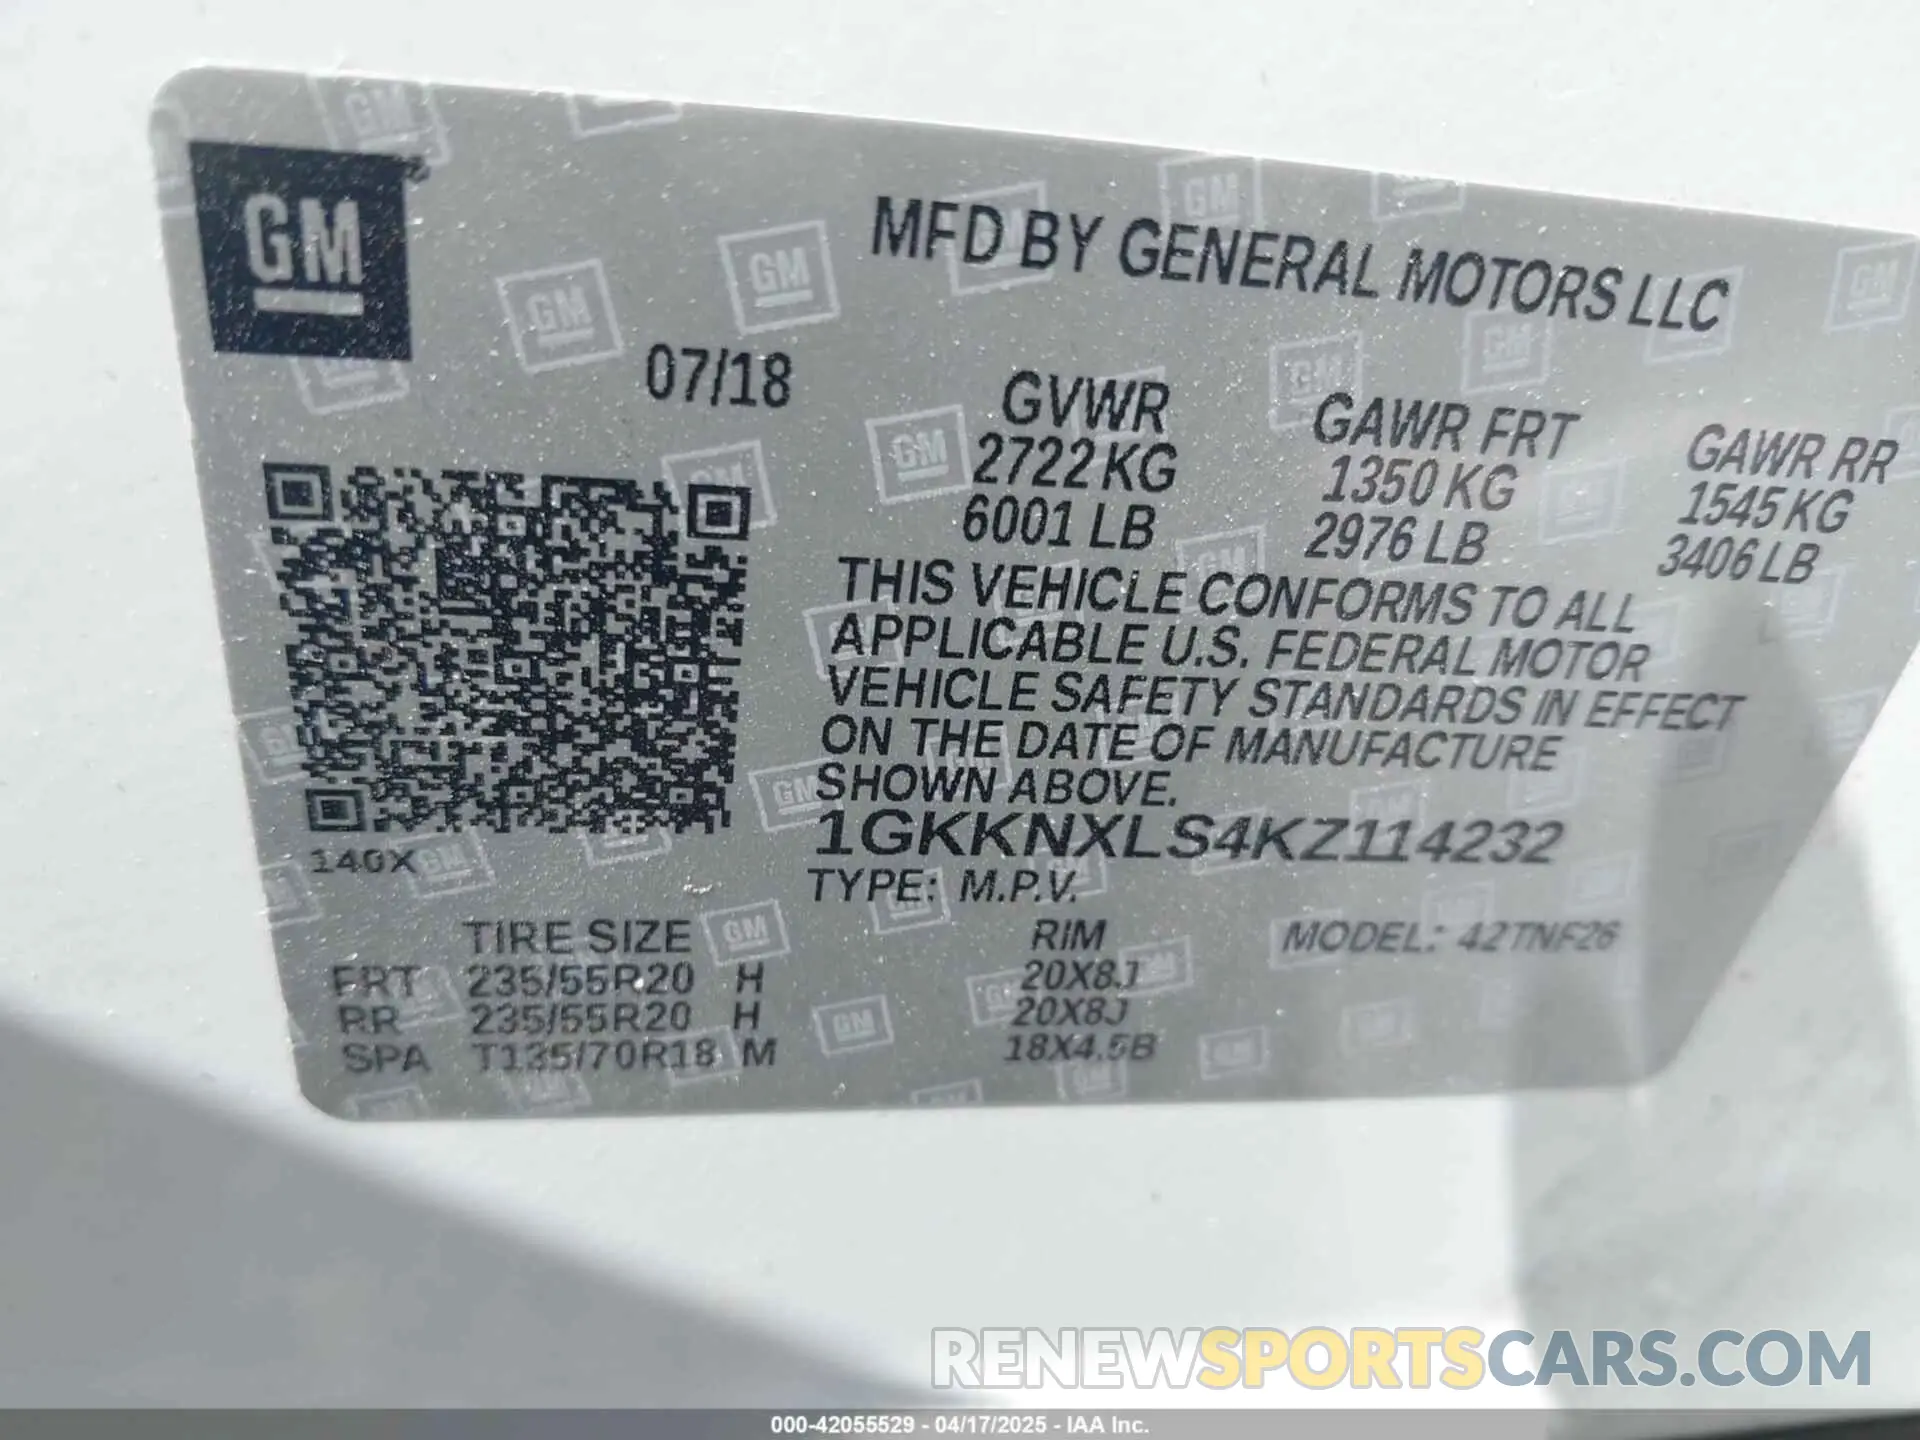 GM
MFD BY GENERAL MOTORS LLC
07/18
GVWR
2722 KG
6001 LB
GAWR FRT
1350 KG
2976 LB
GAWR RR
1545 KG
3406 LB
THIS VEHICLE CONFORMS TO ALL
APPLICABLE U.S. FEDERAL MOTOR
VEHICLE SAFETY STANDARDS IN EFFECT
ON THE DATE OF MANUFACTURE
SHOWN ABOVE.
1GKKNXLS4KZ114232
TYPE: M.P.V.
140X
TIRE SIZE RIM MODEL: 42TNF26
FRT 235/55R20 H 20X8J
RR 235/55R20 H 20X8J
SPA T135/70R18 M 18X4.5B
RENEWSPORTSCARS.COM
000-42055529 - 04/17/2025 - IAA Inc.